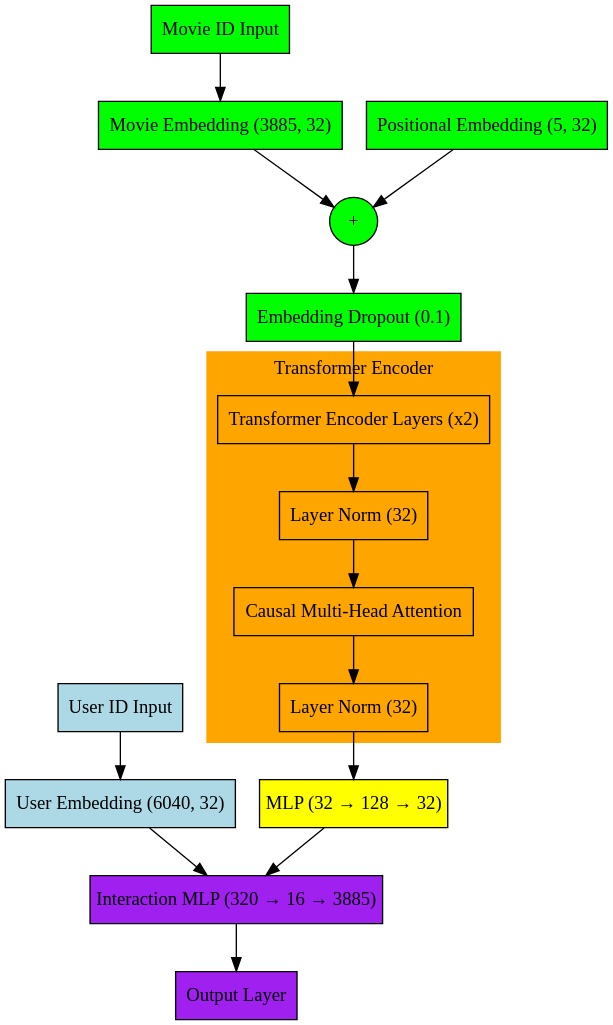 Movie ID Input
Movie Embedding (3885, 32)
Positional Embedding (5, 32)
+
Embedding Dropout (0.1)
Transformer Encoder
Transformer Encoder Layers (x2)
Layer Norm (32)
Causal Multi-Head Attention
Layer Norm (32)
User ID Input
User Embedding (6040, 32)
MLP (32 → 128 → 32)
Interaction MLP (320 → 16 → 3885)
Output Layer